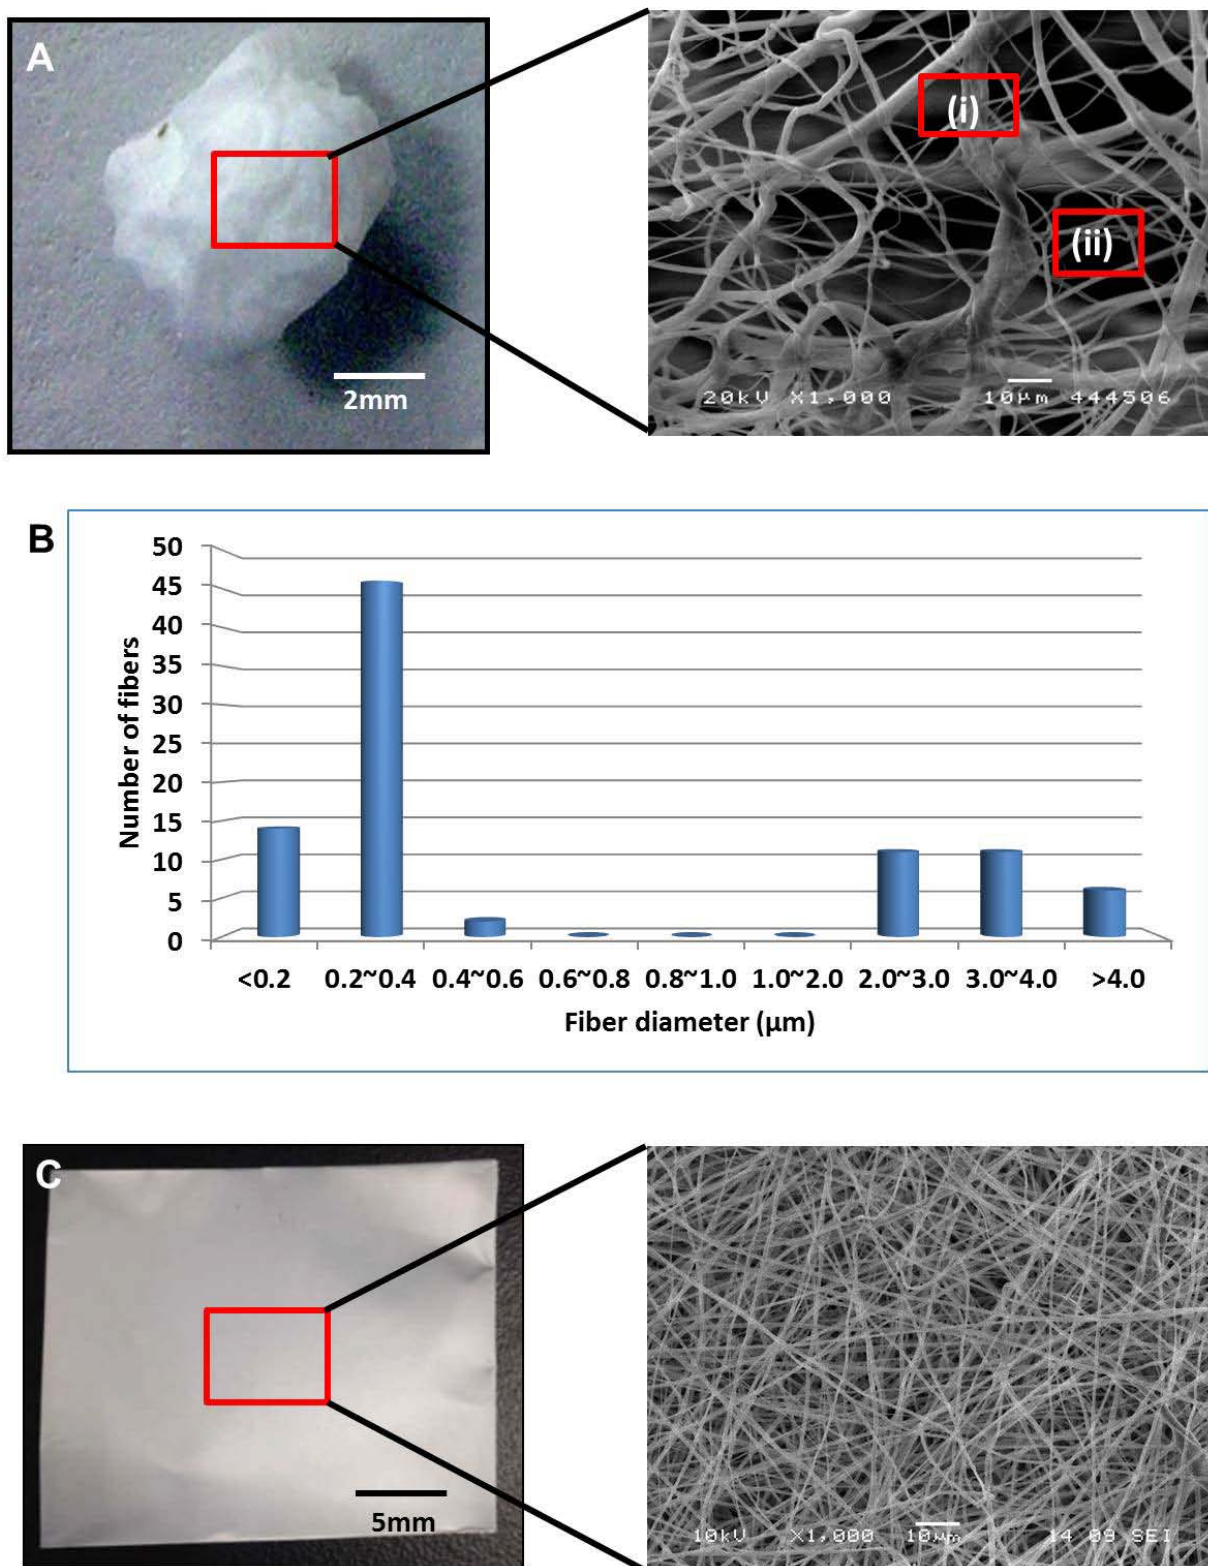 A
(i)
(ii)
2mm
20kV X1,000 10µm 444506
B
50
45
40
35
30
25
20
15
10
5
0
Number of fibers
<0.2 0.2~0.4 0.4~0.6 0.6~0.8 0.8~1.0 1.0~2.0 2.0~3.0 3.0~4.0 >4.0
Fiber diameter (µm)
C
5mm
10kV X1,000 10µm 14 09 SEI